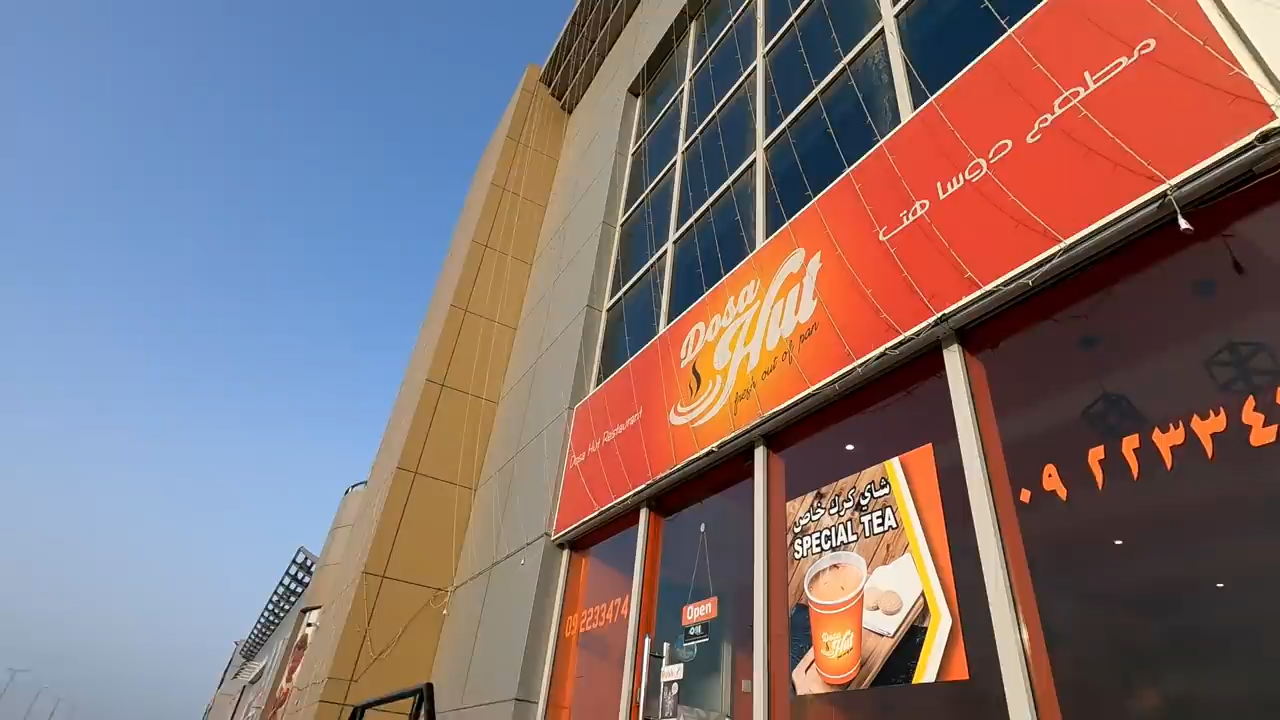 مطعم دوسا هت
Dosa
Hut
fresh out of pan
Dosa Hut Restaurant
شاي كرك خاص
SPECIAL TEA
Dosa
Hut
Open
09 2233474
٠٩ ٢٢٣٣٤